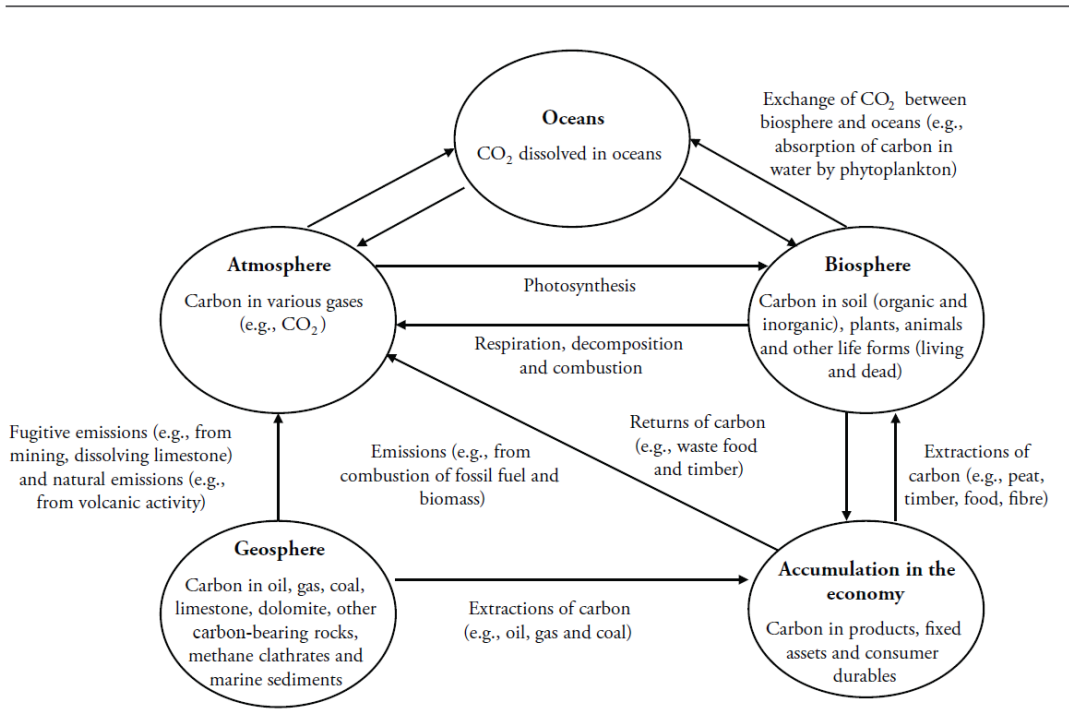 Oceans
CO₂ dissolved in oceans
Exchange of CO₂ between
biosphere and oceans (e.g.,
absorption of carbon in
water by phytoplankton)
Atmosphere
Carbon in various gases
(e.g., CO₂)
Photosynthesis
Biosphere
Carbon in soil (organic and
inorganic), plants, animals
and other life forms (living
and dead)
Respiration, decomposition
and combustion
Fugitive emissions (e.g., from
mining, dissolving limestone)
and natural emissions (e.g.,
from volcanic activity)
Emissions (e.g., from
combustion of fossil fuel and
biomass)
Returns of carbon
(e.g., waste food
and timber)
Extractions of
carbon (e.g., peat,
timber, food, fibre)
Geosphere
Carbon in oil, gas, coal,
limestone, dolomite, other
carbon-bearing rocks,
methane clathrates and
marine sediments
Extractions of carbon
(e.g., oil, gas and coal)
Accumulation in the
economy
Carbon in products, fixed
assets and consumer
durables